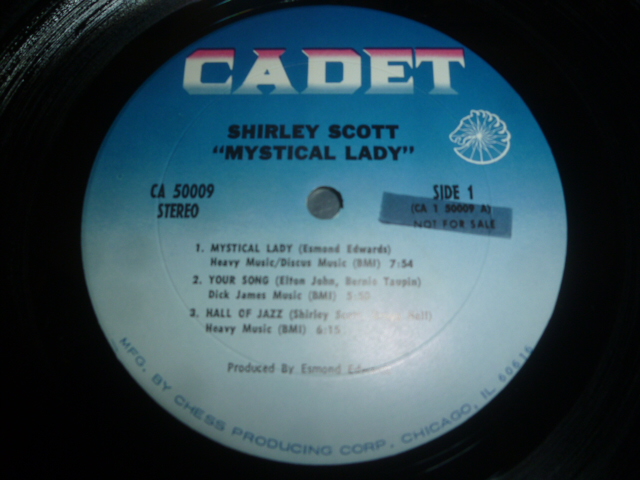 CADET
SHIRLEY SCOTT
"MYSTICAL LADY"
CA 50009
STEREO
SIDE 1
(CA 1 50009 A)
NOT FOR SALE
1. MYSTICAL LADY (Esmond Edwards)
Heavy Music/Discus Music (BMI) 7:54
2. YOUR SONG (Elton John, Bernie Taupin)
Dick James Music (BMI)
3. HALL OF JAZZ (Shirley
Heavy Music (BMI) 6:15
Produced By Esmond
MFG. BY CHESS PRODUCING CORP., CHICAGO, IL 60616